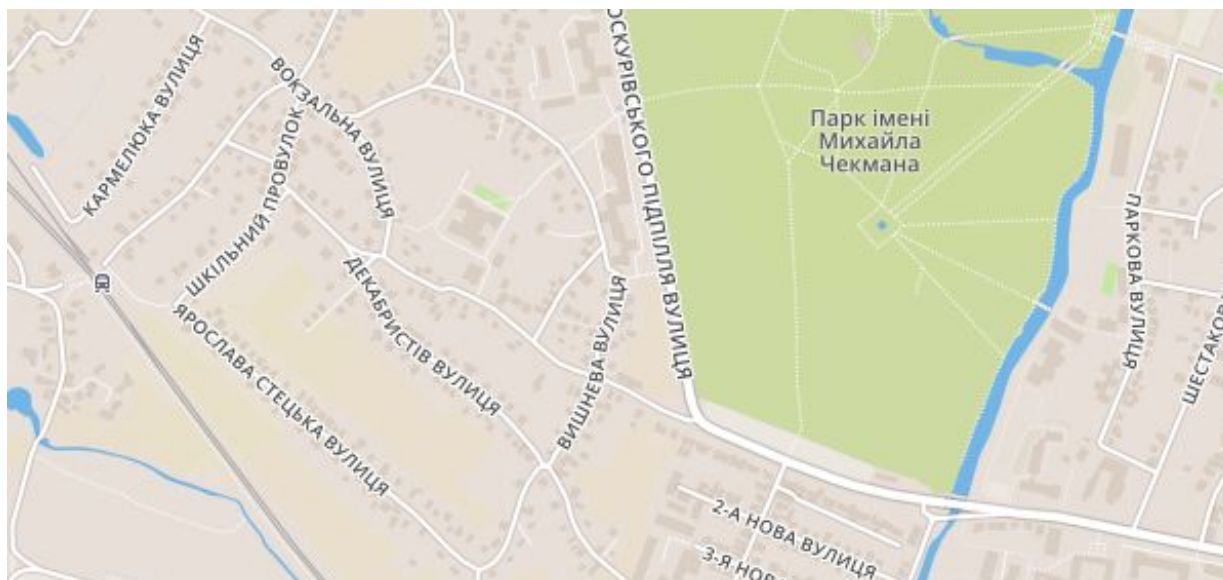 КАРМЕЛЮКА ВУЛИЦЯ
ВОКЗАЛЬНА ВУЛИЦЯ
ШКІЛЬНИЙ ПРОВУЛОК
ОСКУРІВСЬКОГО ПІДПІЛЛЯ ВУЛИЦЯ
Парк імені
Михайла
Чекмана
ПАРКОВА ВУЛИЦЯ
ШЕСТАКОВ
ДЕКАБРИСТІВ ВУЛИЦЯ
ВИШНЕВА ВУЛИЦЯ
ЯРОСЛАВА СТЕЦЬКА ВУЛИЦЯ
2-А НОВА ВУЛИЦЯ
3-Я НОВ